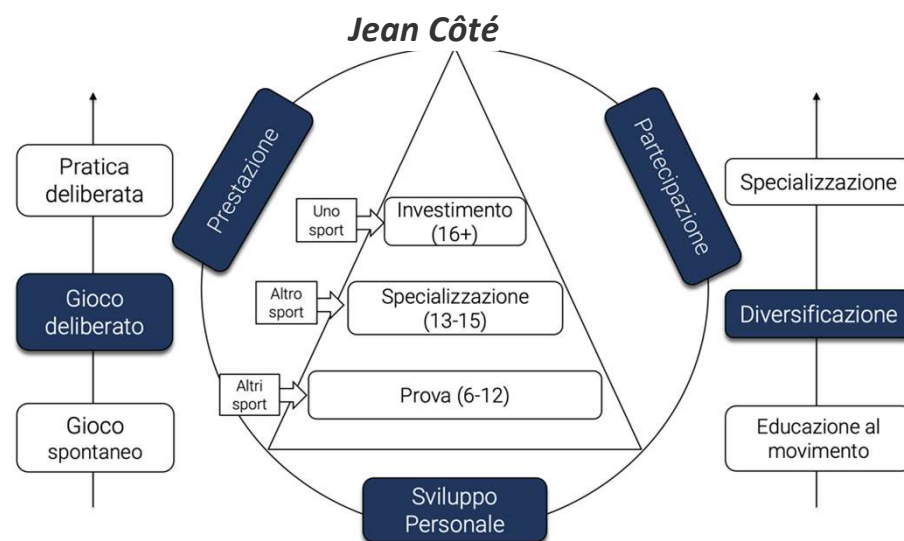 Jean Côté
Pratica
deliberata
Gioco
deliberato
Gioco
spontaneo
Prestazione
Partecipazione
Sviluppo
Personale
Uno
sport
Investimento
(16+)
Altro
sport
Specializzazione
(13-15)
Altri
sport
Prova (6-12)
Specializzazione
Diversificazione
Educazione al
movimento